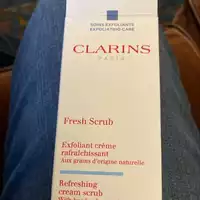 SOINS EXFOLIANTS
EXFOLIATING CARE
CLARINS
PARIS
Fresh Scrub
Exfoliant crème
rafraîchissant
Aux grains d'origine naturelle
Refreshing
cream scrub